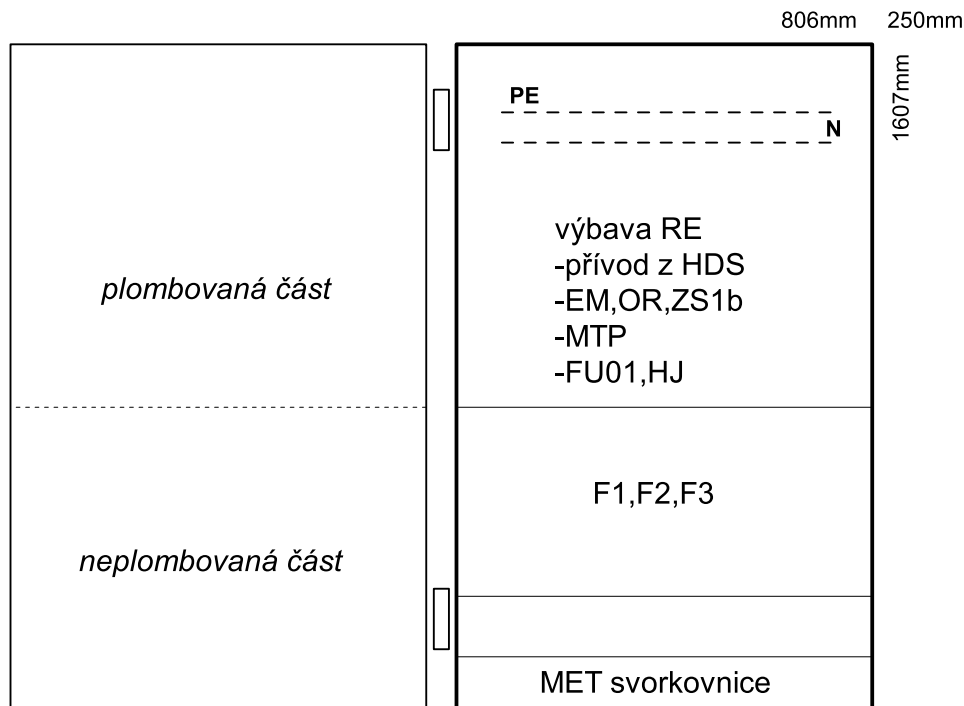 806mm 250mm
1607mm
PE
N
výbava RE
-přívod z HDS
-EM,OR,ZS1b
-MTP
-FU01,HJ
plombovaná část
F1,F2,F3
neplombovaná část
MET svorkovnice